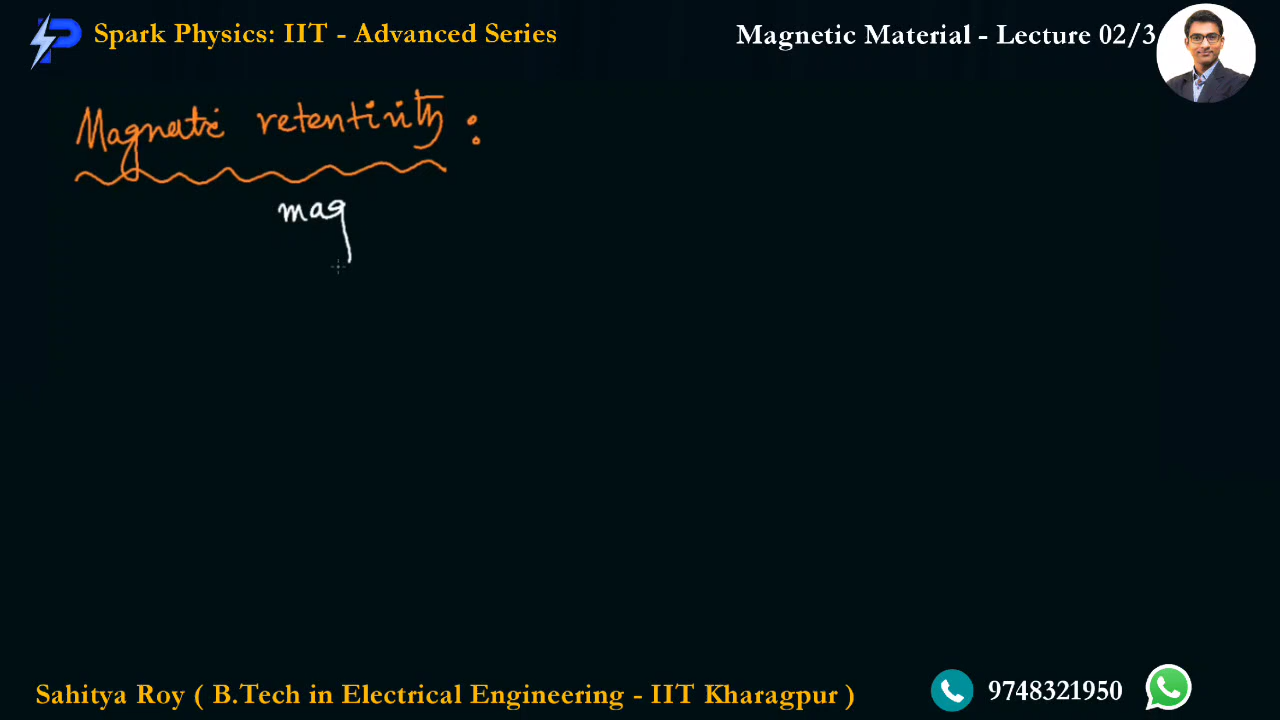 Spark Physics: IIT - Advanced Series
Magnetic Material - Lecture 02/3
Magnetic retentivity :
mag
Sahitya Roy ( B.Tech in Electrical Engineering - IIT Kharagpur )
9748321950